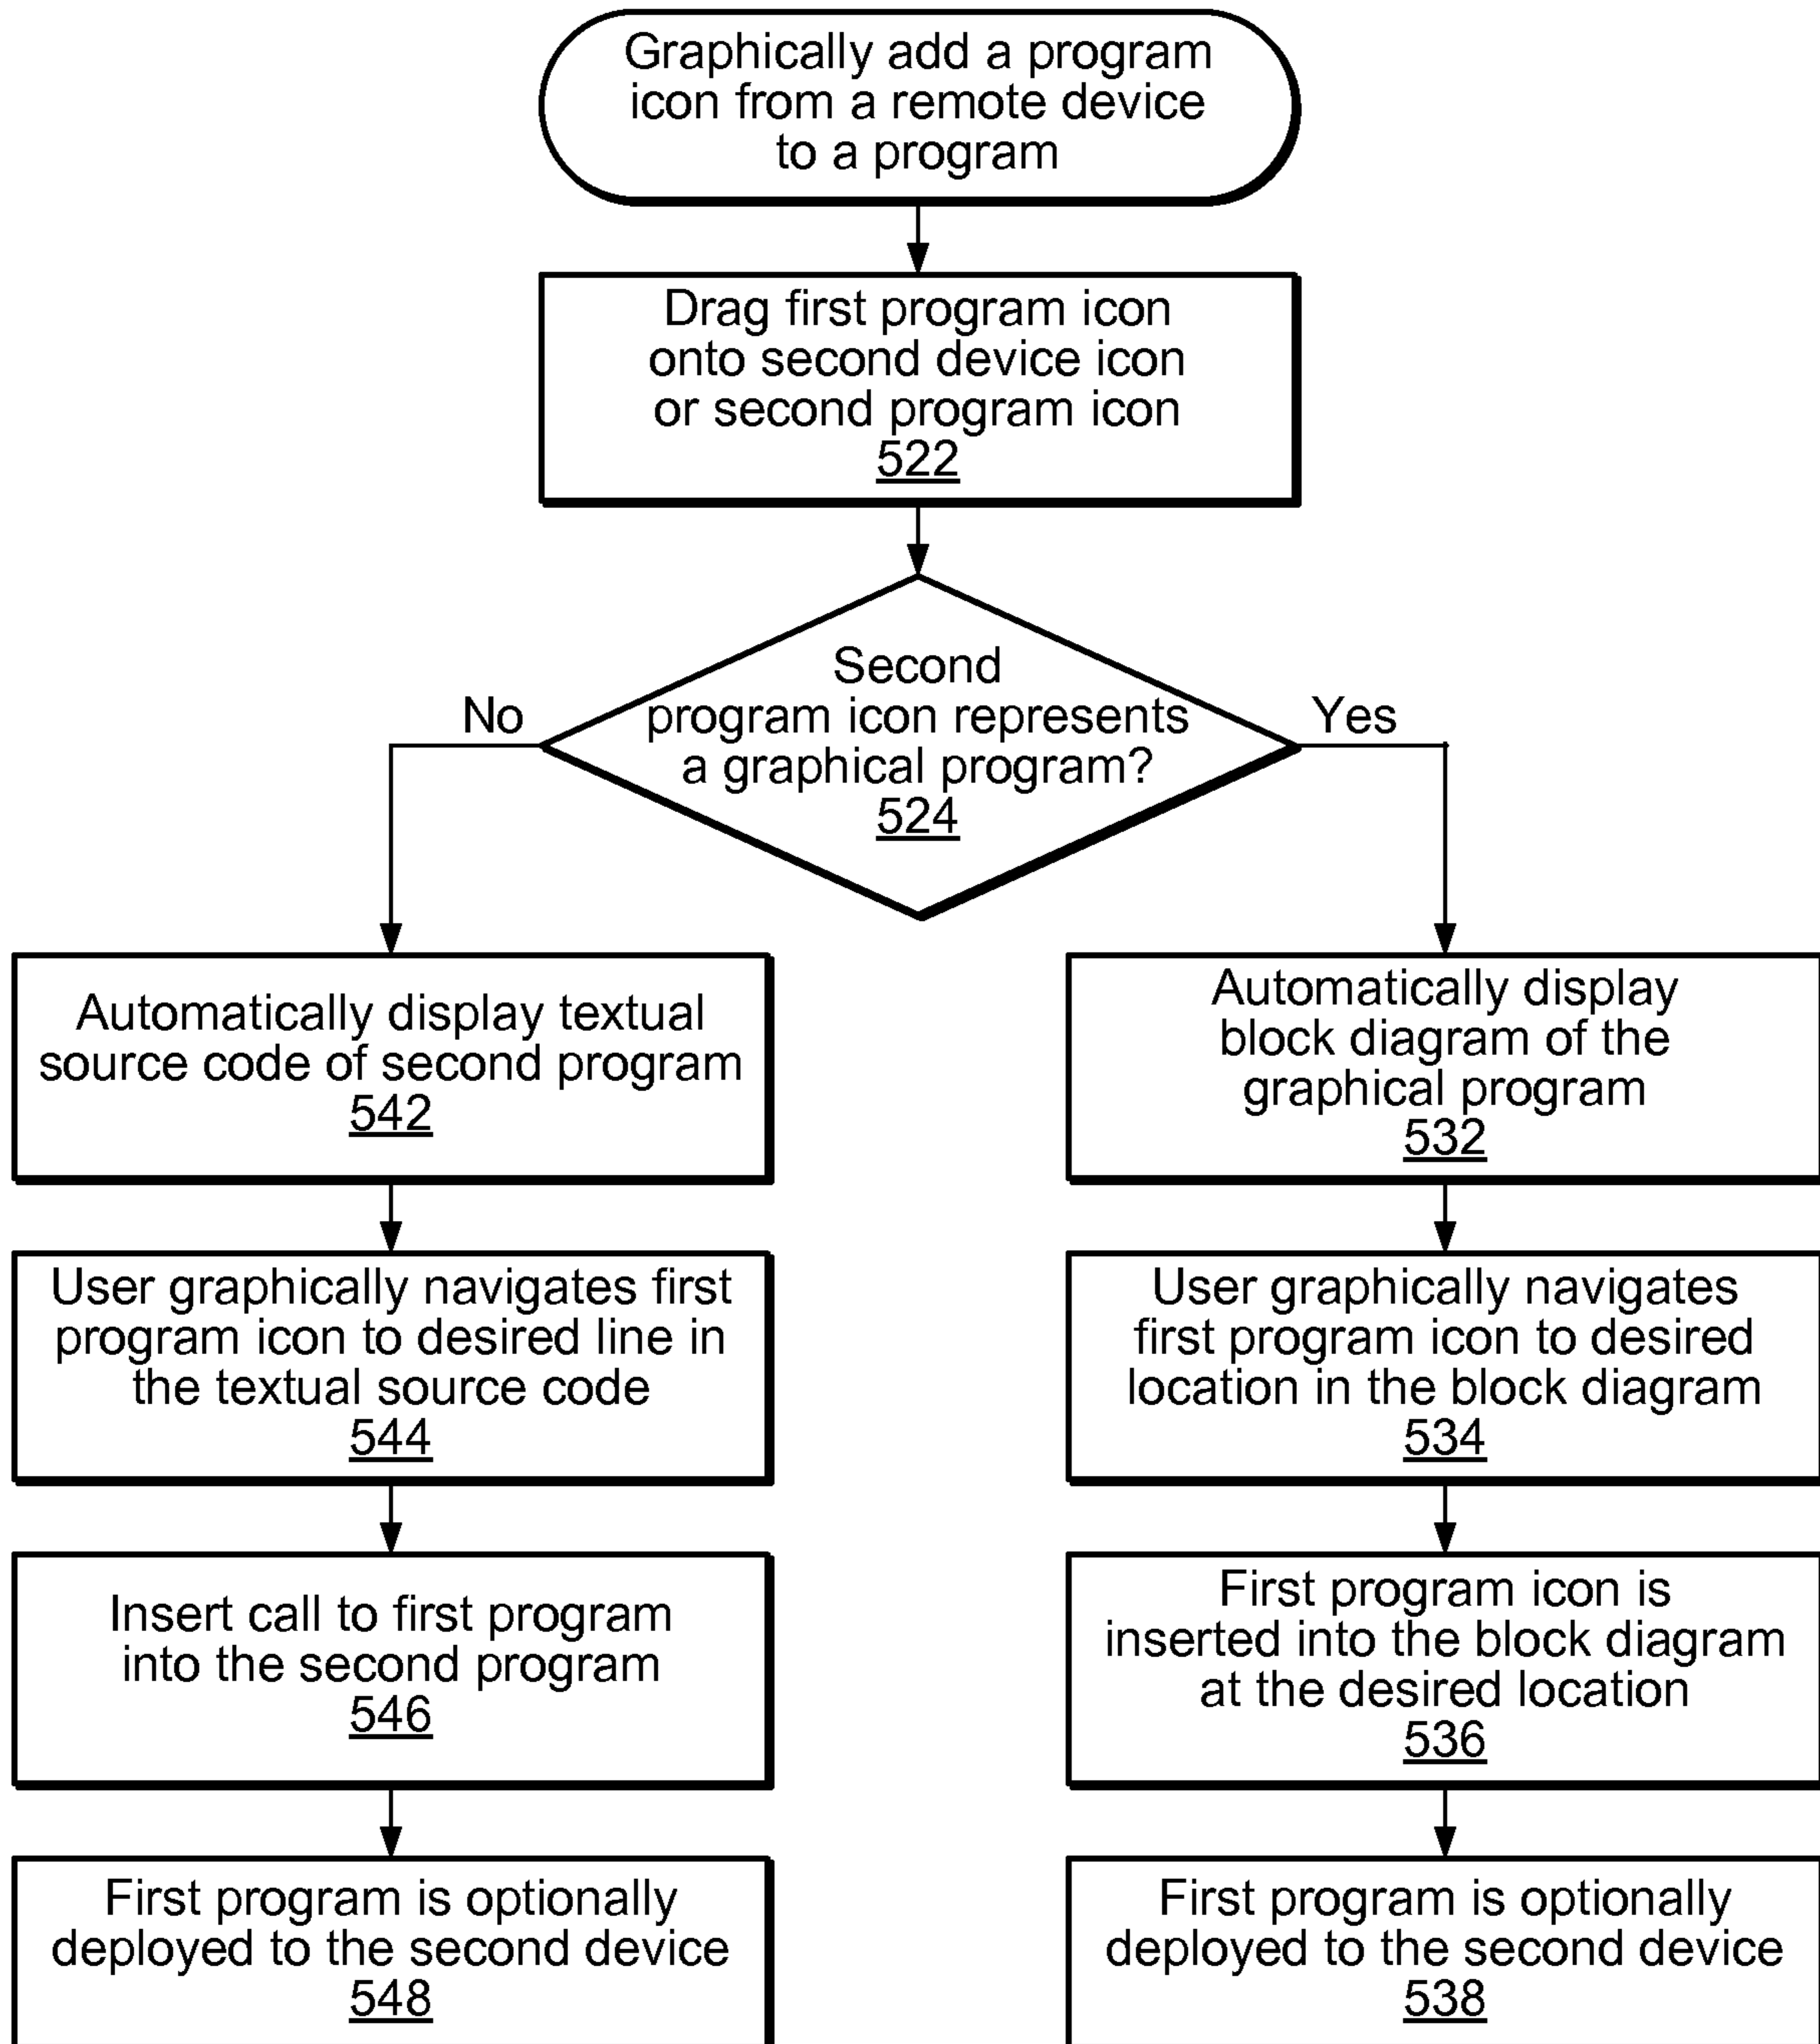 Graphically add a program
icon from a remote device
to a program
Drag first program icon
onto second device icon
or second program icon
522
Second
program icon represents
a graphical program?
524
No
Yes
Automatically display textual
source code of second program
542
User graphically navigates first
program icon to desired line in
the textual source code
544
Insert call to first program
into the second program
546
First program is optionally
deployed to the second device
548
Automatically display
block diagram of the
graphical program
532
User graphically navigates
first program icon to desired
location in the block diagram
534
First program icon is
inserted into the block diagram
at the desired location
536
First program is optionally
deployed to the second device
538